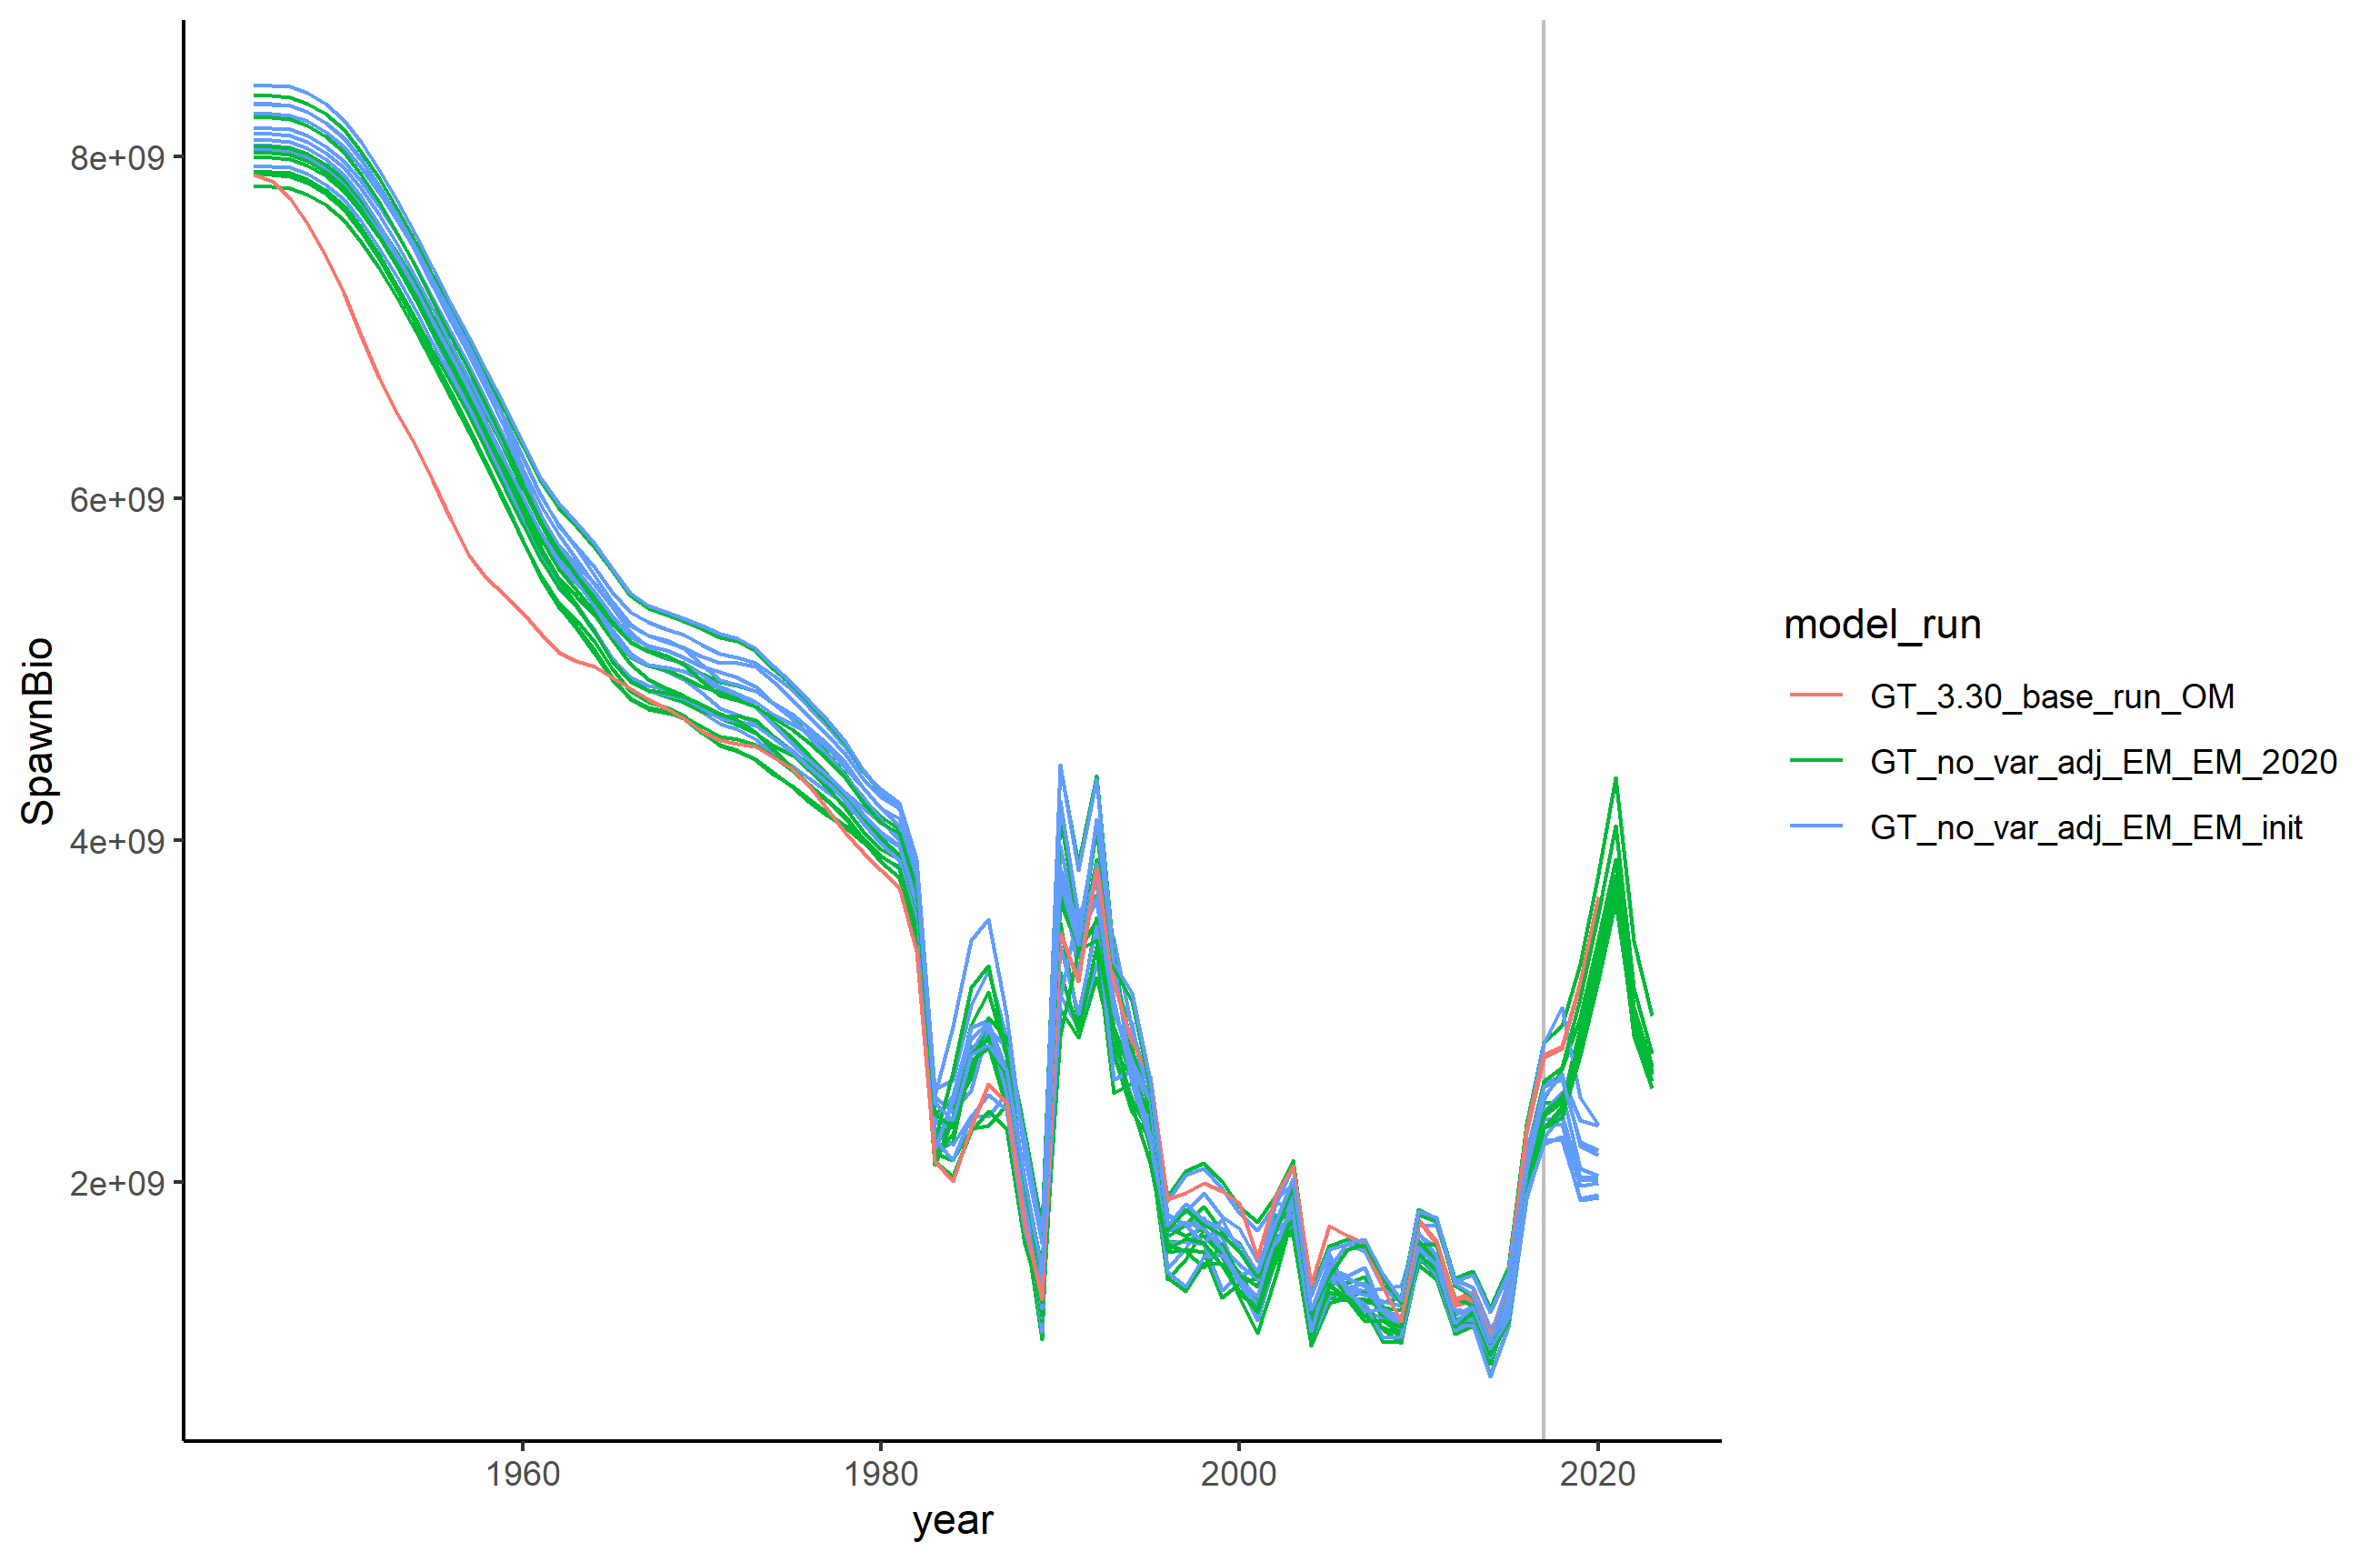 8e+09
6e+09
4e+09
2e+09
SpawnBio
1960 1980 2000 2020
year
model_run
GT_3.30_base_run_OM
GT_no_var_adj_EM_EM_2020
GT_no_var_adj_EM_EM_init